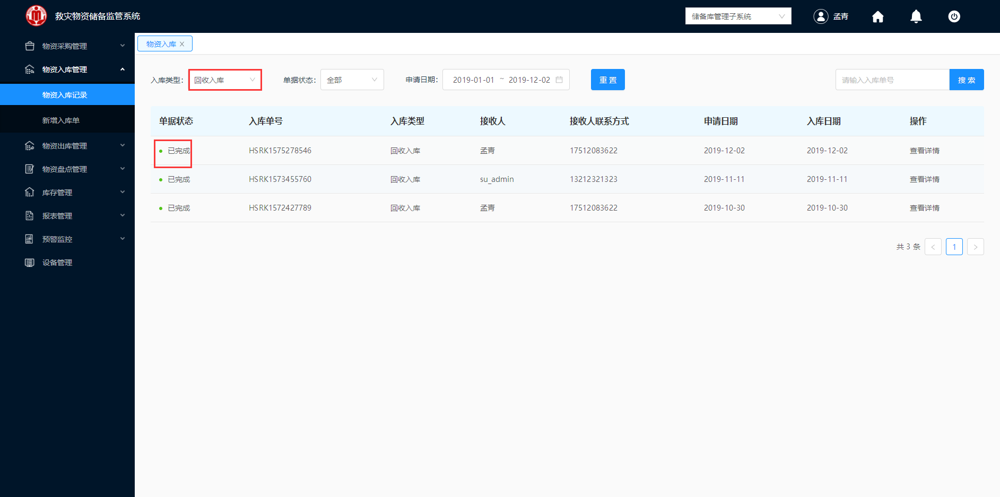 救灾物资储备监管系统
储备库管理子系统
孟青
物资采购管理
物资入库管理
物资入库记录
新增入库单
物资出库管理
物资盘点管理
库存管理
报表管理
预警监控
设备管理
物资入库
入库类型: 回收入库 单据状态: 全部 申请日期: 2019-01-01 ~ 2019-12-02 重 置 请输入入库单号 搜 索
单据状态 入库单号 入库类型 接收人 接收人联系方式 申请日期 入库日期 操作
已完成 HSRK1575278546 回收入库 孟青 17512083622 2019-12-02 2019-12-02 查看详情
已完成 HSRK1573455760 回收入库 su_admin 13212321323 2019-11-11 2019-11-11 查看详情
已完成 HSRK1572427789 回收入库 孟青 17512083622 2019-10-30 2019-10-30 查看详情
共 3 条 < 1 >